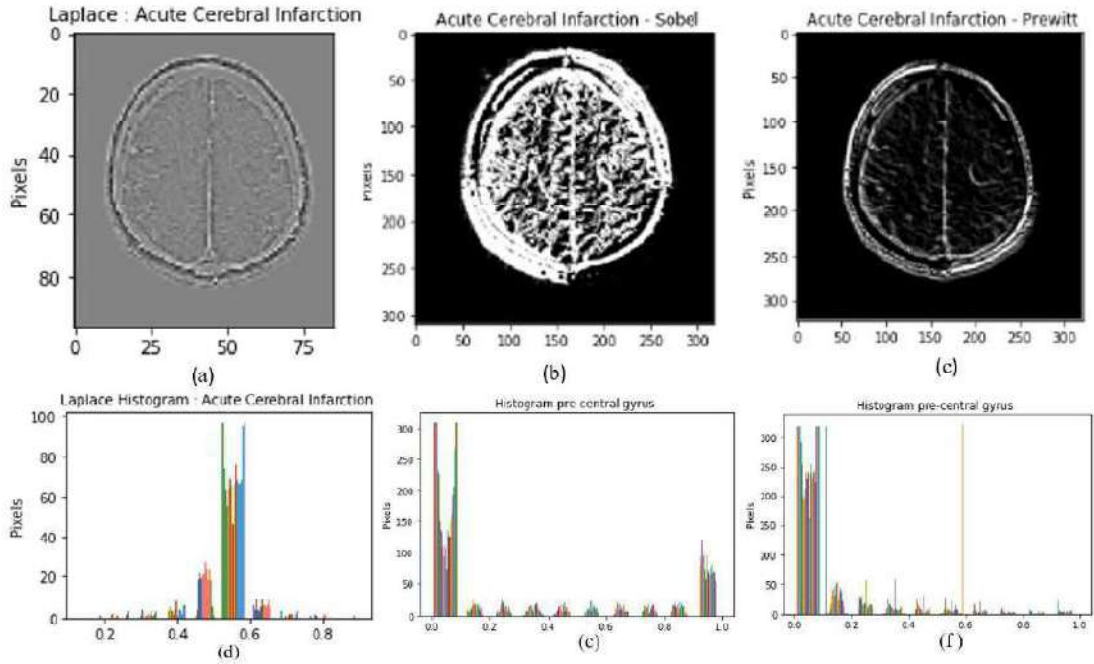 Laplace : Acute Cerebral Infarction
0
20
40
60
80
Pixels
0 25 50 75
(a)
Acute Cerebral Infarction - Sobel
0
50
100
150
200
250
300
Pixels
0 50 100 150 200 250 300
(b)
Acute Cerebral Infarction - Prewitt
0
50
100
150
200
250
300
Pixels
0 50 100 150 200 250 300
(c)
Laplace Histogram : Acute Cerebral Infarction
100
80
60
40
20
0
Pixels
0.2 0.4 0.6 0.8
(d)
Histogram pre central gyrus
300
250
200
150
100
50
0
Pixels
0.0 0.2 0.4 0.6 0.8 1.0
(e)
Histogram pre-central gyrus
300
250
200
150
100
50
0
Pixels
0.0 0.2 0.4 0.6 0.8 1.0
(f)